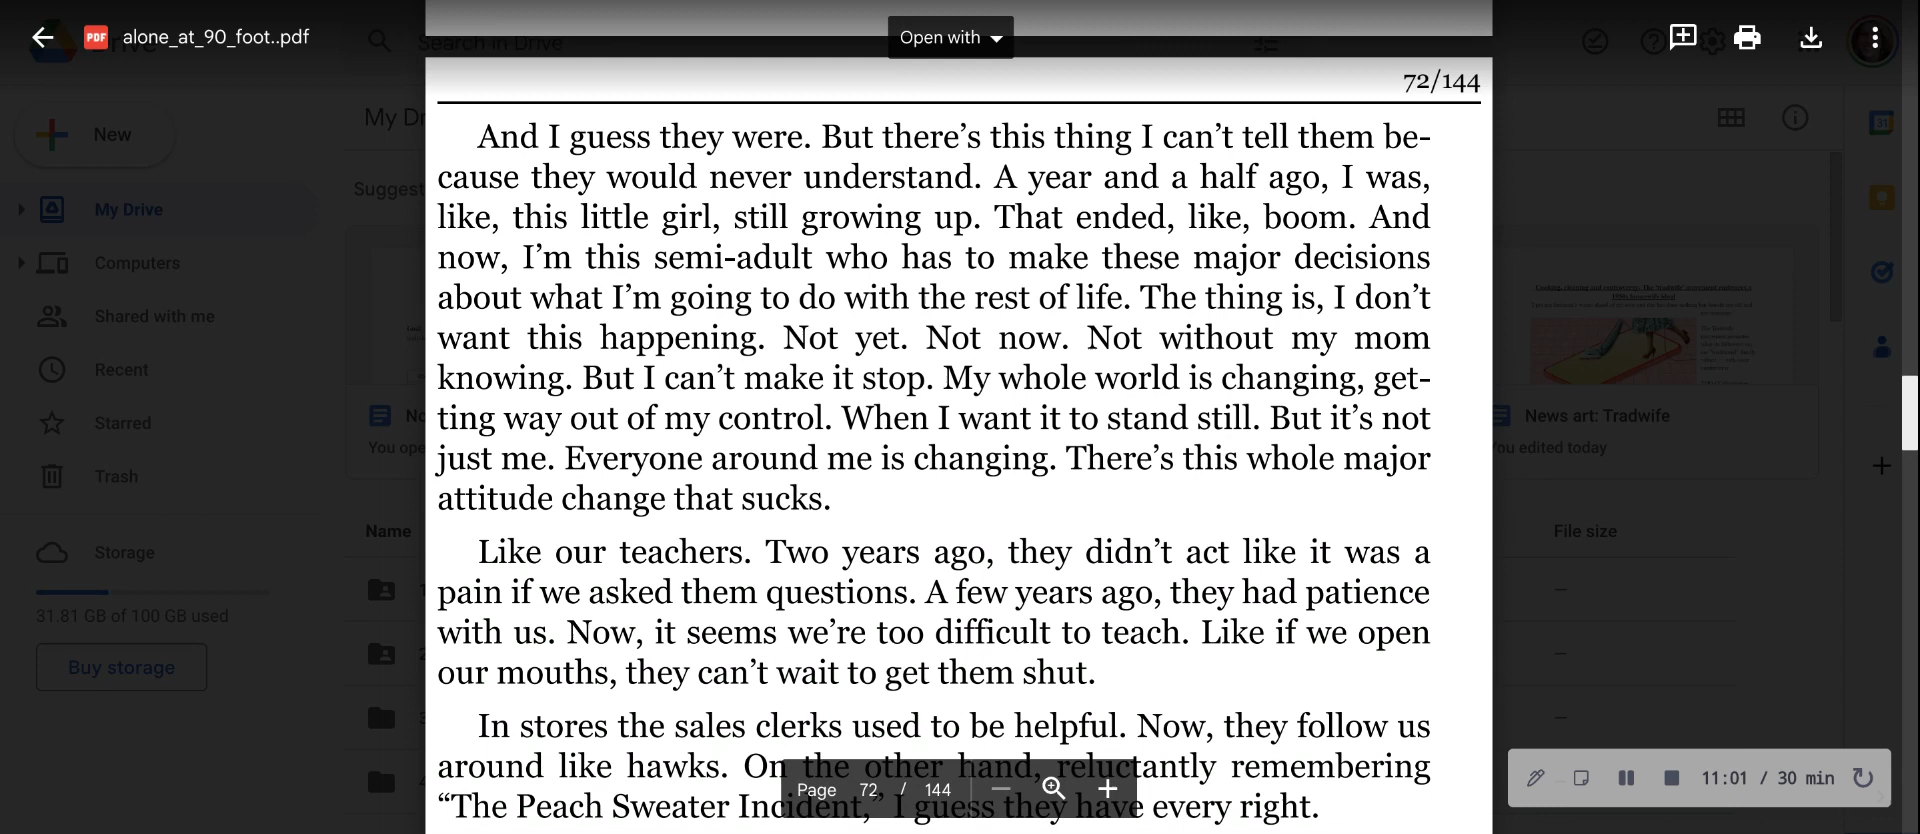 alone_at_90_foot..pdf
Search in Drive
Open with
New
My Drive
Computers
Shared with me
Recent
Starred
Trash
Storage
31.81 GB of 100 GB used
Buy storage
Name
72/144
And I guess they were. But there’s this thing I can’t tell them be-
cause they would never understand. A year and a half ago, I was,
like, this little girl, still growing up. That ended, like, boom. And
now, I’m this semi-adult who has to make these major decisions
about what I’m going to do with the rest of life. The thing is, I don’t
want this happening. Not yet. Not now. Not without my mom
knowing. But I can’t make it stop. My whole world is changing, get-
ting way out of my control. When I want it to stand still. But it’s not
just me. Everyone around me is changing. There’s this whole major
attitude change that sucks.
Like our teachers. Two years ago, they didn’t act like it was a
pain if we asked them questions. A few years ago, they had patience
with us. Now, it seems we’re too difficult to teach. Like if we open
our mouths, they can’t wait to get them shut.
In stores the sales clerks used to be helpful. Now, they follow us
around like hawks. On the other hand, reluctantly remembering
“The Peach Sweater Incident,” I guess they have every right.
Page 72 / 144
News art: Tradwife
You edited today
File size
11:01 / 30 min